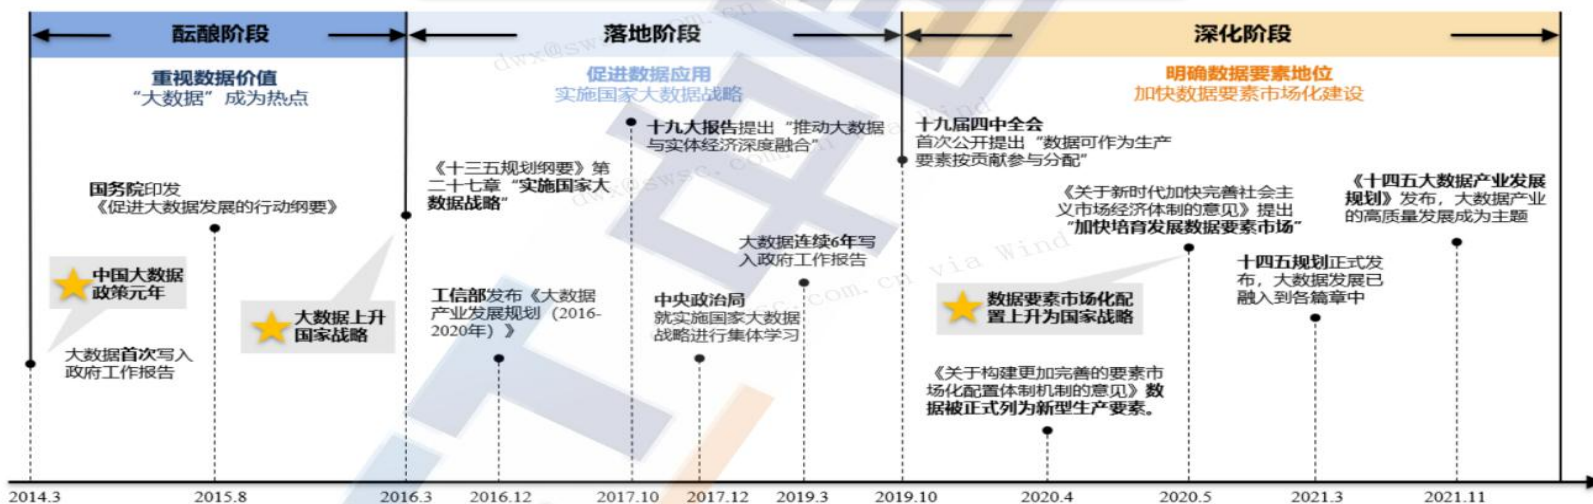 酝酿阶段
落地阶段
深化阶段
重视数据价值
“大数据”成为热点
促进数据应用
实施国家大数据战略
明确数据要素地位
加快数据要素市场化建设
大数据首次写入
政府工作报告
中国大数据
政策元年
国务院印发
《促进大数据发展的行动纲要》
大数据上升
国家战略
《十三五规划纲要》第
二十七章“实施国家大
数据战略”
工信部发布《大数据
产业发展规划（2016-
2020年）》
十九大报告提出“推动大数据
与实体经济深度融合”
中央政治局
就实施国家大数据
战略进行集体学习
大数据连续6年写
入政府工作报告
十九届四中全会
首次公开提出“数据可作为生产
要素按贡献参与分配”
《关于构建更加完善的要素市
场化配置体制机制的意见》数
据被正式列为新型生产要素。
数据要素市场化配
置上升为国家战略
《关于新时代加快完善社会主
义市场经济体制的意见》提出
“加快培育发展数据要素市场”
十四五规划正式发
布，大数据发展已
融入到各篇章中
《十四五大数据产业发展
规划》发布，大数据产业
的高质量发展成为主题
2014.3
2015.8
2016.3
2016.12
2017.10
2017.12
2019.3
2019.10
2020.4
2020.5
2021.3
2021.11